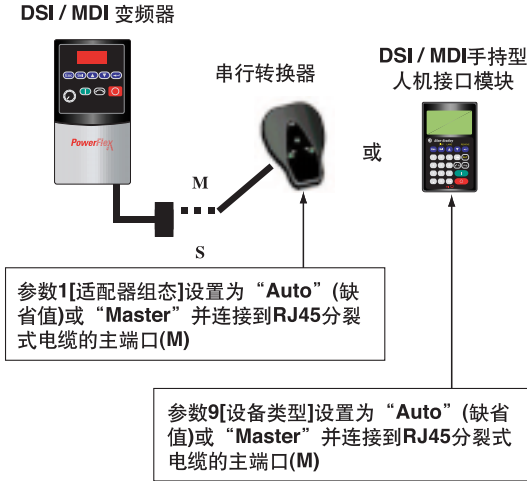 DSI / MDI 变频器
串行转换器
DSI / MDI手持型
人机接口模块
PowerFlex
或
M
S
参数1[适配器组态]设置为“Auto”(缺
省值)或“Master”并连接到RJ45分裂
式电缆的主端口(M)
参数9[设备类型]设置为“Auto”(缺省
值)或“Master”并连接到RJ45分裂式
电缆的主端口(M)